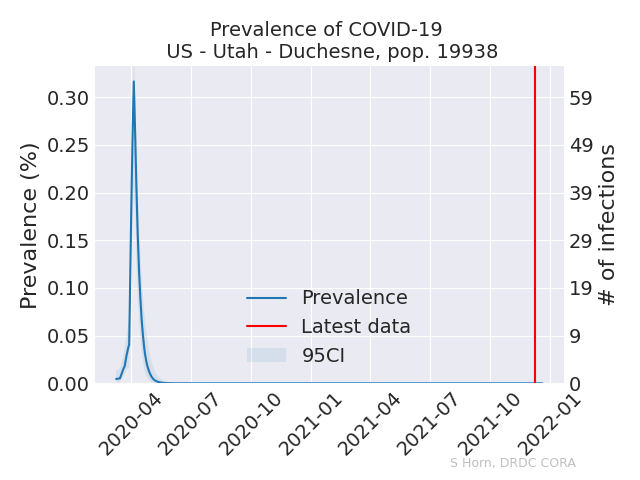 Prevalence of COVID-19
US - Utah - Duchesne, pop. 19938
Prevalence (%)
0.30
0.25
0.20
0.15
0.10
0.05
0.00
59
49
39
29
19
9
0
# of infections
Prevalence
Latest data
95CI
2020-04
2020-07
2020-10
2021-01
2021-04
2021-07
2021-10
2022-01
S Horn, DRDC CORA